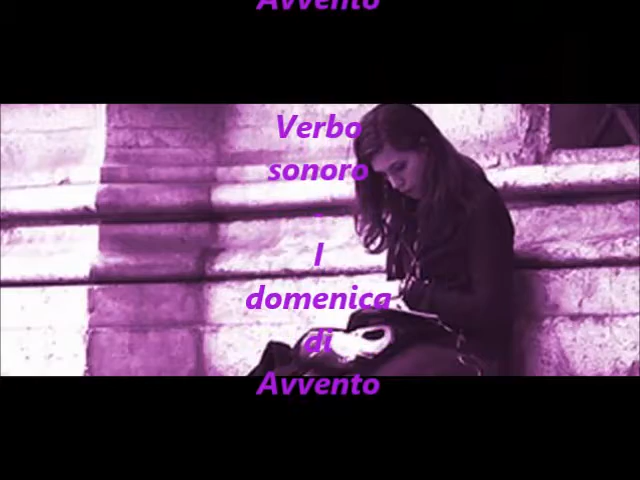 Avvento
Verbo
sonoro
-
I
domenica
di
Avvento